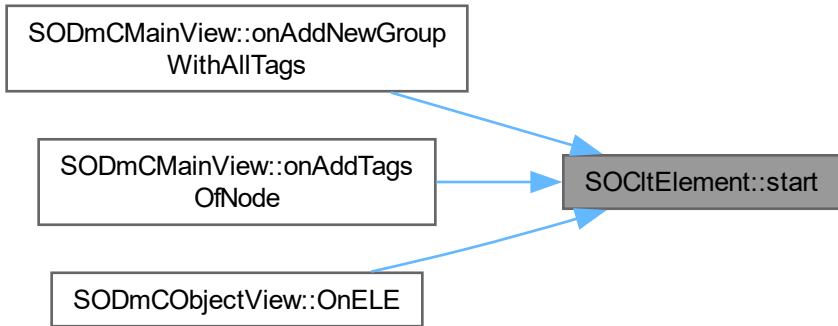 SODmCMainView::onAddNewGroup
WithAllTags
SODmCMainView::onAddTags
OfNode
SOCltElement::start
SODmCObjectView::OnELE